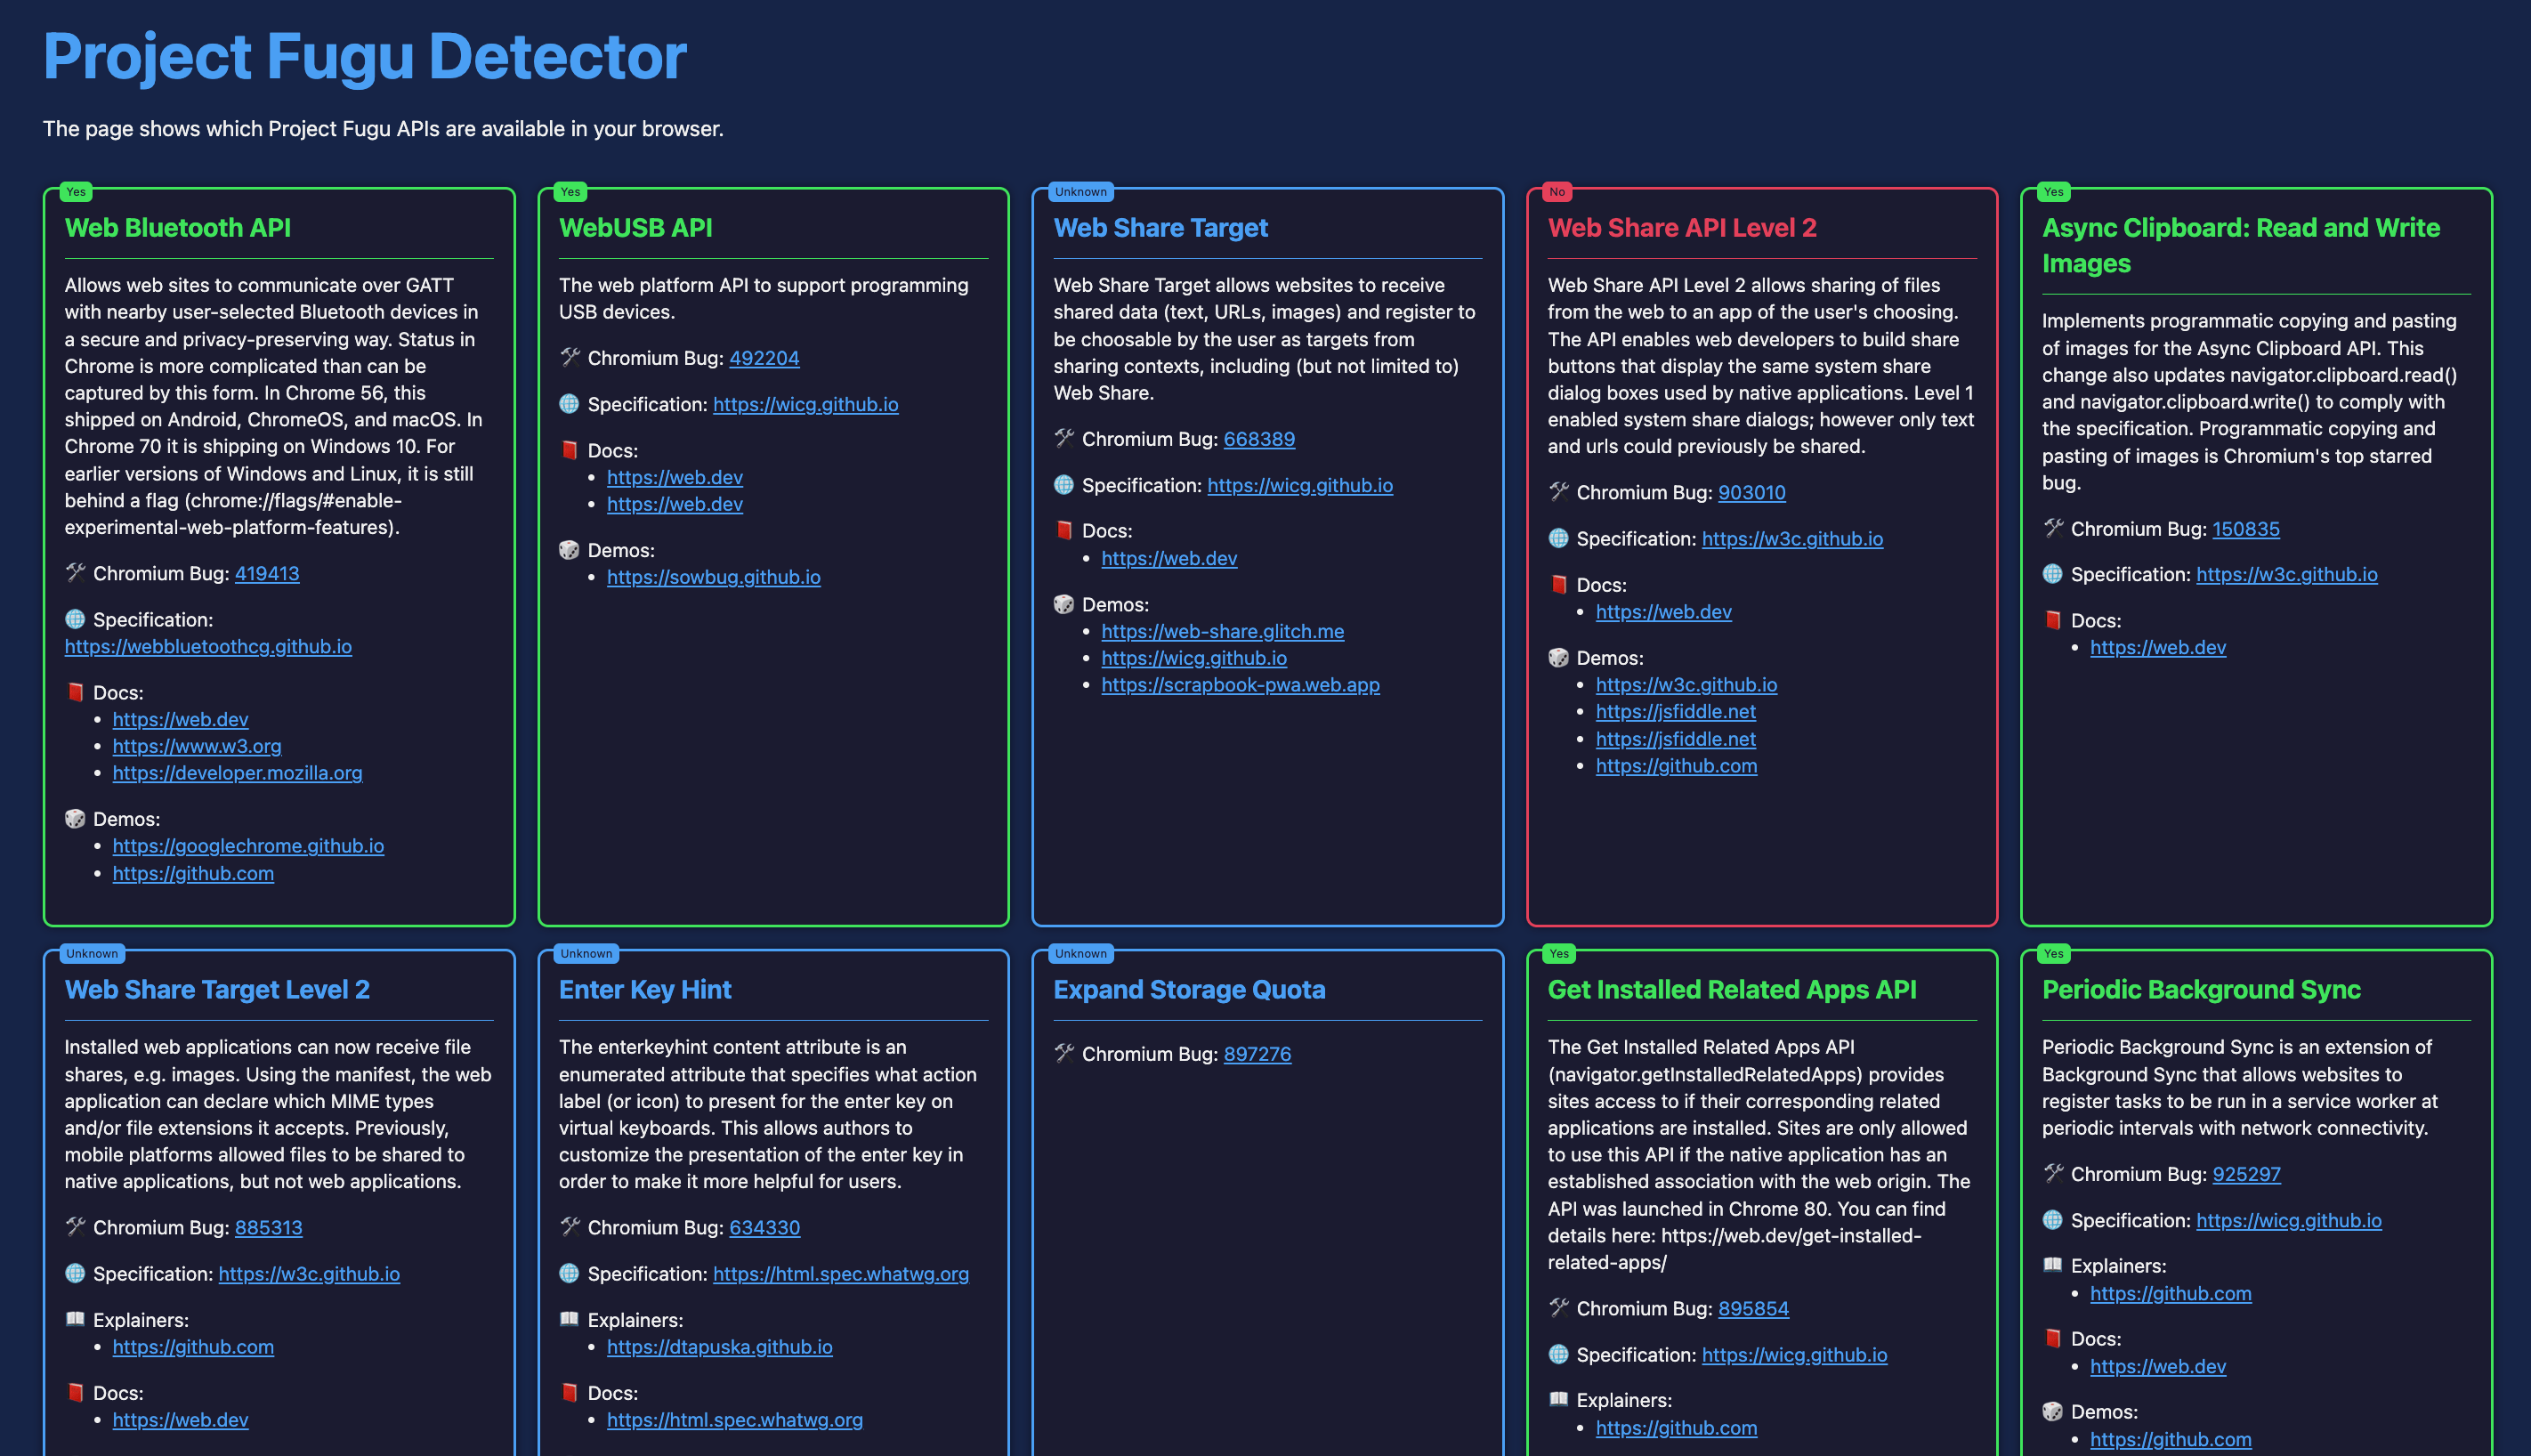 Project Fugu Detector
The page shows which Project Fugu APIs are available in your browser.
Yes
Web Bluetooth API
Allows web sites to communicate over GATT
with nearby user-selected Bluetooth devices in
a secure and privacy-preserving way. Status in
Chrome is more complicated than can be
captured by this form. In Chrome 56, this
shipped on Android, ChromeOS, and macOS. In
Chrome 70 it is shipping on Windows 10. For
earlier versions of Windows and Linux, it is still
behind a flag (chrome://flags/#enable-
experimental-web-platform-features).
Chromium Bug: 419413
Specification:
https://webbluetoothcg.github.io
Docs:
https://web.dev
https://www.w3.org
https://developer.mozilla.org
Demos:
https://googlechrome.github.io
https://github.com
Yes
WebUSB API
The web platform API to support programming
USB devices.
Chromium Bug: 492204
Specification: https://wicg.github.io
Docs:
https://web.dev
https://web.dev
Demos:
https://sowbug.github.io
Unknown
Web Share Target
Web Share Target allows websites to receive
shared data (text, URLs, images) and register to
be choosable by the user as targets from
sharing contexts, including (but not limited to)
Web Share.
Chromium Bug: 668389
Specification: https://wicg.github.io
Docs:
https://web.dev
Demos:
https://web-share.glitch.me
https://wicg.github.io
https://scrapbook-pwa.web.app
No
Web Share API Level 2
Web Share API Level 2 allows sharing of files
from the web to an app of the user's choosing.
The API enables web developers to build share
buttons that display the same system share
dialog boxes used by native applications. Level 1
enabled system share dialogs; however only text
and urls could previously be shared.
Chromium Bug: 903010
Specification: https://w3c.github.io
Docs:
https://web.dev
Demos:
https://w3c.github.io
https://jsfiddle.net
https://jsfiddle.net
https://github.com
Yes
Async Clipboard: Read and Write
Images
Implements programmatic copying and pasting
of images for the Async Clipboard API. This
change also updates navigator.clipboard.read()
and navigator.clipboard.write() to comply with
the specification. Programmatic copying and
pasting of images is Chromium's top starred
bug.
Chromium Bug: 150835
Specification: https://w3c.github.io
Docs:
https://web.dev
Unknown
Web Share Target Level 2
Installed web applications can now receive file
shares, e.g. images. Using the manifest, the web
application can declare which MIME types
and/or file extensions it accepts. Previously,
mobile platforms allowed files to be shared to
native applications, but not web applications.
Chromium Bug: 885313
Specification: https://w3c.github.io
Explainers:
https://github.com
Docs:
https://web.dev
Unknown
Enter Key Hint
The enterkeyhint content attribute is an
enumerated attribute that specifies what action
label (or icon) to present for the enter key on
virtual keyboards. This allows authors to
customize the presentation of the enter key in
order to make it more helpful for users.
Chromium Bug: 634330
Specification: https://html.spec.whatwg.org
Explainers:
https://dtapuska.github.io
Docs:
https://html.spec.whatwg.org
Unknown
Expand Storage Quota
Chromium Bug: 897276
Yes
Get Installed Related Apps API
The Get Installed Related Apps API
(navigator.getInstalledRelatedApps) provides
sites access to if their corresponding related
applications are installed. Sites are only allowed
to use this API if the native application has an
established association with the web origin. The
API was launched in Chrome 80. You can find
details here: https://web.dev/get-installed-
related-apps/
Chromium Bug: 895854
Specification: https://wicg.github.io
Explainers:
https://github.com
Yes
Periodic Background Sync
Periodic Background Sync is an extension of
Background Sync that allows websites to
register tasks to be run in a service worker at
periodic intervals with network connectivity.
Chromium Bug: 925297
Specification: https://wicg.github.io
Explainers:
https://github.com
Docs:
https://web.dev
Demos:
https://github.com